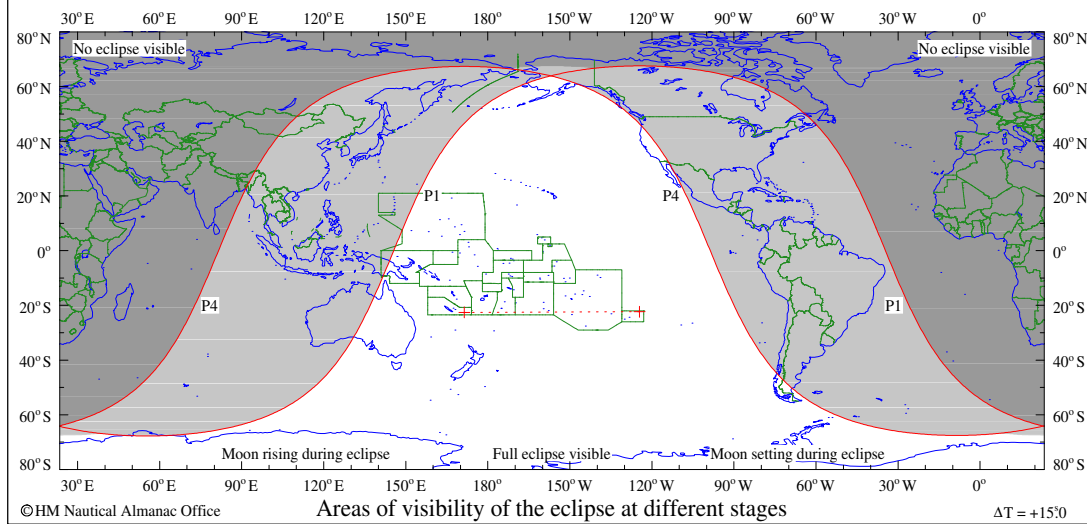 30° E 60° E 90° E 120° E 150° E 180° 150° W 120° W 90° W 60° W 30° W 0°
80° N 80° N
No eclipse visible No eclipse visible
60° N 60° N
40° N 40° N
20° N P1 P4 20° N
0° 0°
20° S P4 P1 20° S
40° S 40° S
60° S 60° S
Moon rising during eclipse Full eclipse visible Moon setting during eclipse
80° S 80° S
30° E 60° E 90° E 120° E 150° E 180° 150° W 120° W 90° W 60° W 30° W 0°
©HM Nautical Almanac Office Areas of visibility of the eclipse at different stages ΔT = +15ˢ.0